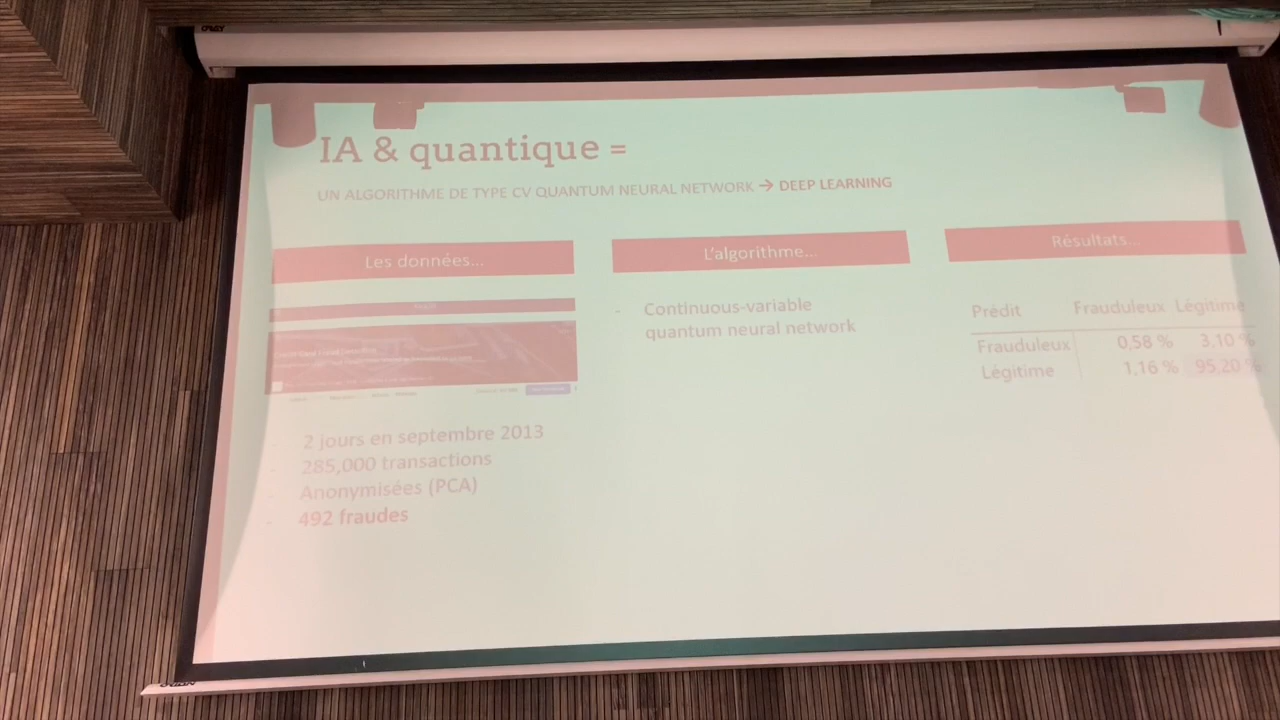 IA & quantique =
UN ALGORITHME DE TYPE CV QUANTUM NEURAL NETWORK → DEEP LEARNING
Les données...
- 2 jours en septembre 2013
- 285,000 transactions
- Anonymisées (PCA)
- 492 fraudes
L'algorithme...
- Continuous-variable
quantum neural network
Résultats...
Prédit Frauduleux Légitime
Frauduleux 0,58 % 3,10 %
Légitime 1,16 % 95,20 %